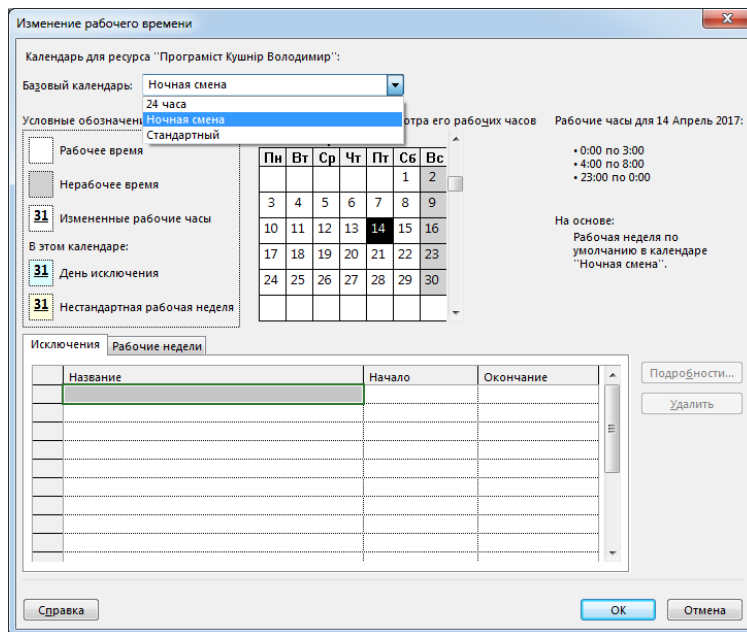 Изменение рабочего времени
Календарь для ресурса "Програміст Кушнір Володимир":
Базовый календарь: Ночная смена
24 часа
Ночная смена
Стандартный
Условные обозначени
отра его рабочих часов
Рабочие часы для 14 Апрель 2017:
Рабочее время
Нерабочее время
31 Измененные рабочие часы
В этом календаре:
31 День исключения
31 Нестандартная рабочая неделя
Пн Вт Ср Чт Пт Сб Вс
1 2
3 4 5 6 7 8 9
10 11 12 13 14 15 16
17 18 19 20 21 22 23
24 25 26 27 28 29 30
• 0:00 по 3:00
• 4:00 по 8:00
• 23:00 по 0:00
На основе:
Рабочая неделя по
умолчанию в календаре
"Ночная смена".
Исключения Рабочие недели
Название Начало Окончание
Подробности...
Удалить
Справка
ОК Отмена